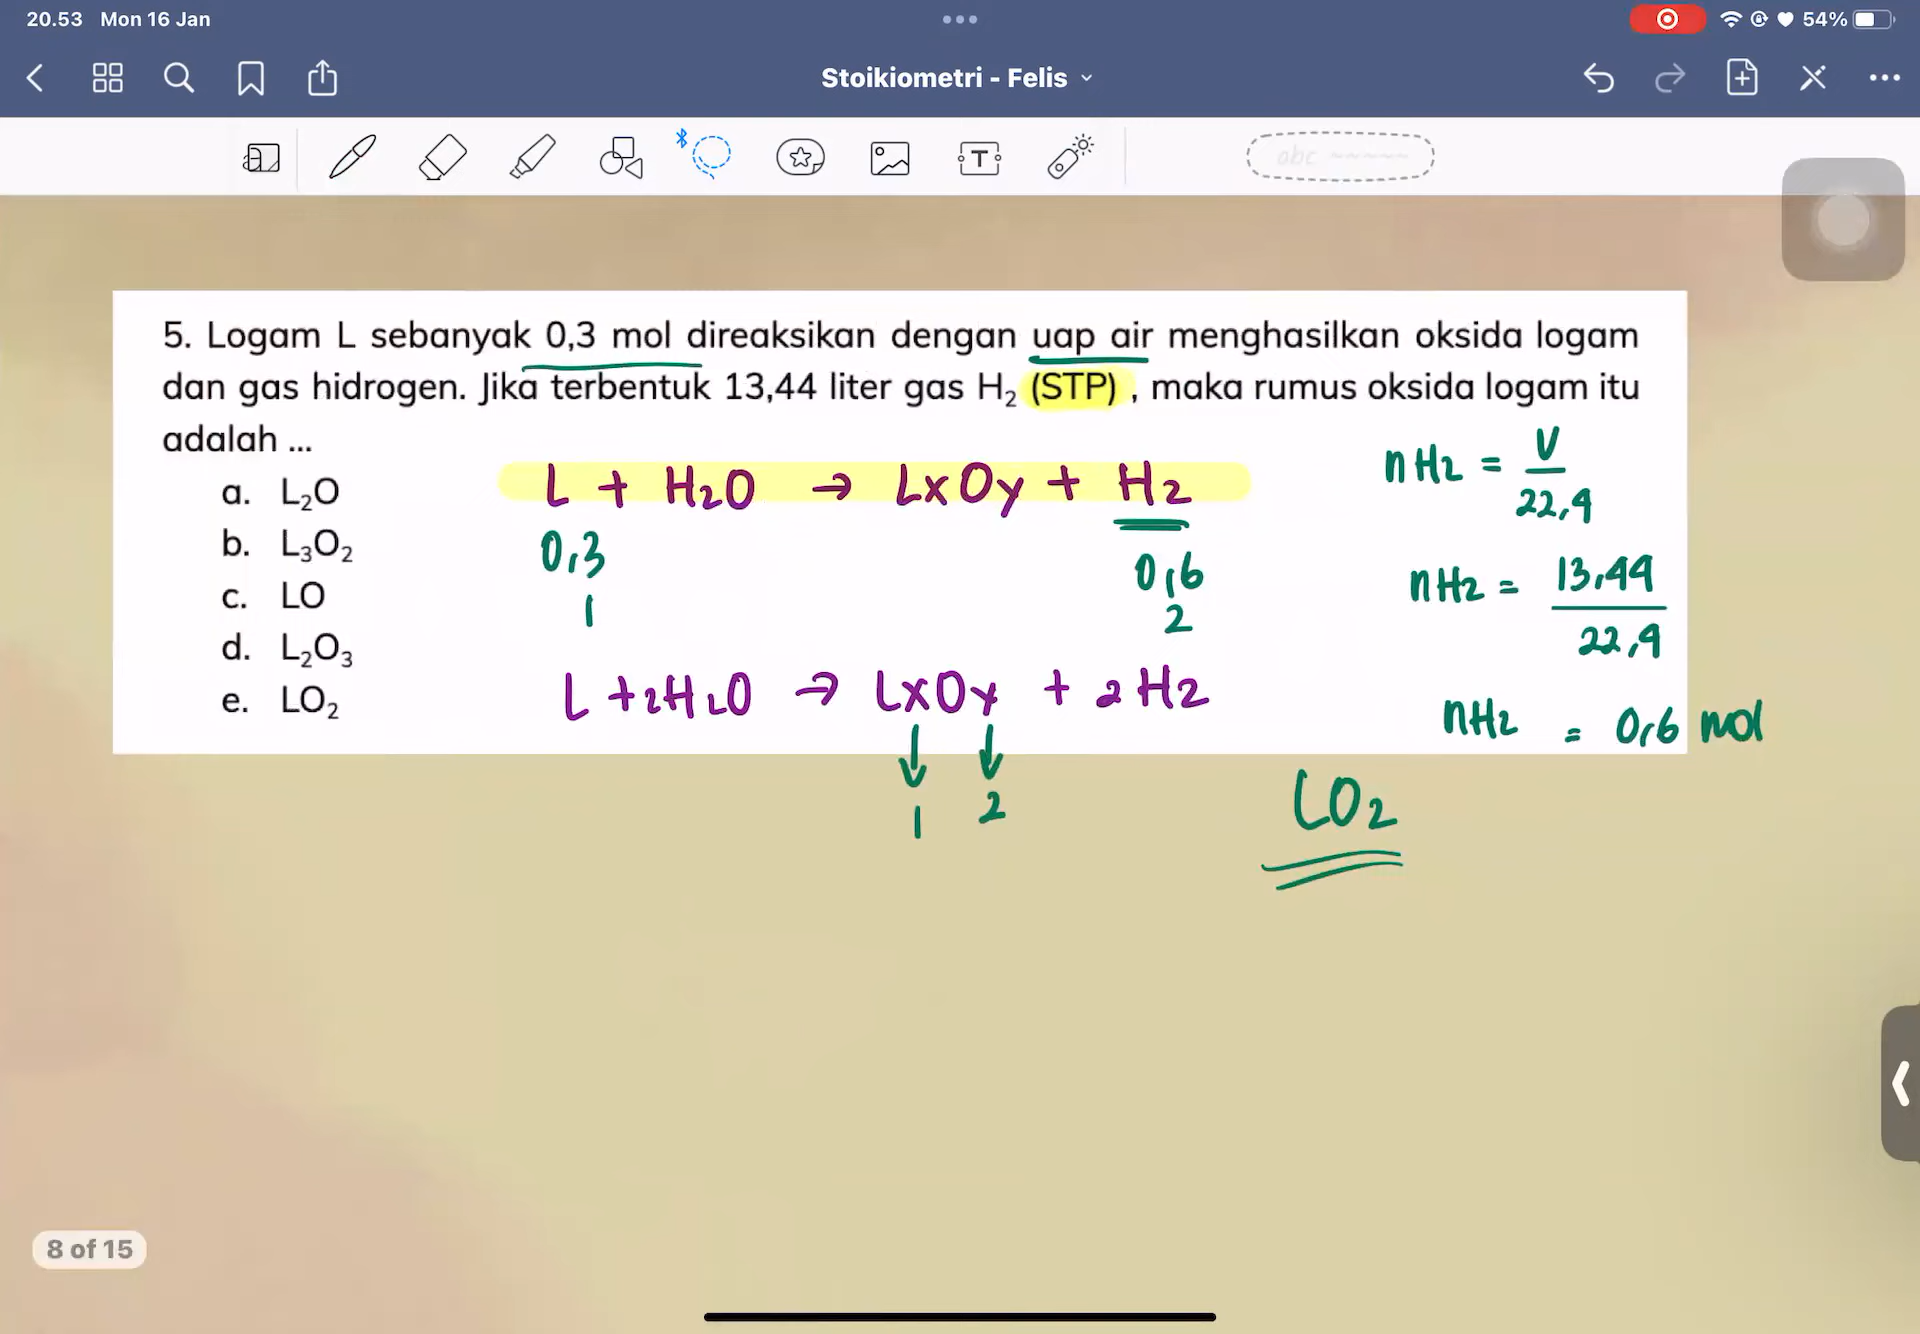 20.53 Mon 16 Jan
54%
Stoikiometri - Felis
abc
5. Logam L sebanyak 0,3 mol direaksikan dengan uap air menghasilkan oksida logam
dan gas hidrogen. Jika terbentuk 13,44 liter gas H₂ (STP) , maka rumus oksida logam itu
adalah ...
a. L₂O
b. L₃O₂
c. LO
d. L₂O₃
e. LO₂
L + H₂O → LxOy + H₂
0,3 0,6
1 2
L + 2H₂O → LxOy + 2H₂
1 2
nH₂ = V
22,4
nH₂ = 13,44
22,4
nH₂ = 0,6 mol
LO₂
8 of 15